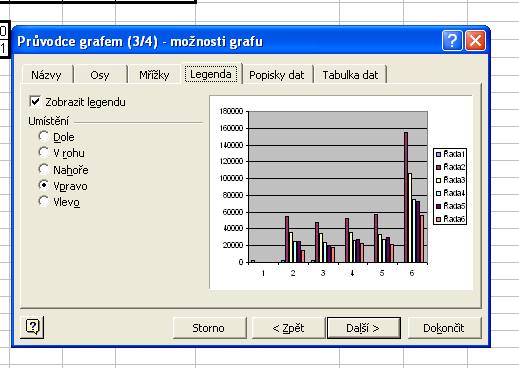 0
1
Průvodce grafem (3/4) - možnosti grafu
Názvy Osy Mřížky Legenda Popisky dat Tabulka dat
Zobrazit legendu
Umístění
Dole
V rohu
Nahoře
Vpravo
Vlevo
180000
160000
140000
120000
100000
80000
60000
40000
20000
0
1 2 3 4 5 6
Řada1
Řada2
Řada3
Řada4
Řada5
Řada6
? Storno < Zpět Další > Dokončit